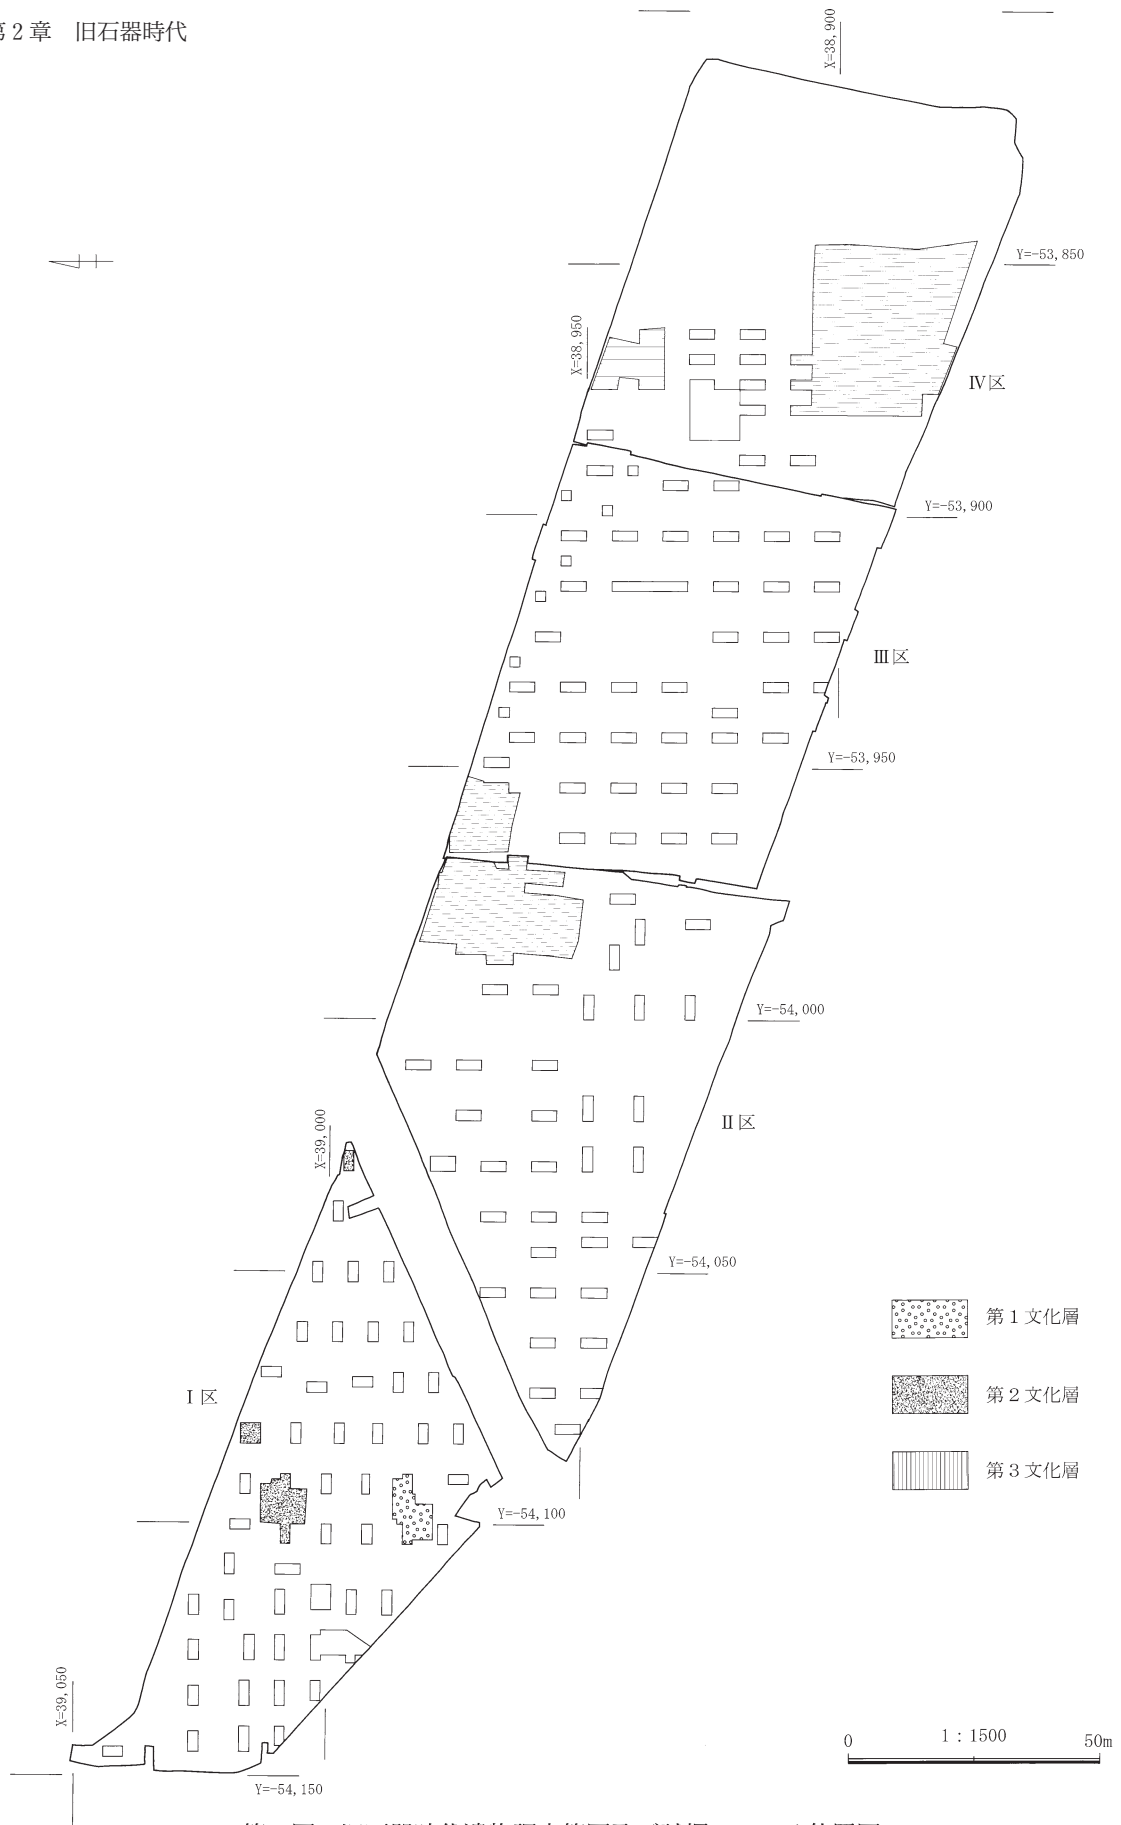 第2章 旧石器時代
X=38,900
Y=-53,850
X=38,950
Ⅳ区
Y=-53,900
Ⅲ区
Y=-53,950
Y=-54,000
X=39,000
Ⅱ区
Y=-54,050
第1文化層
Ⅰ区
第2文化層
第3文化層
Y=-54,100
X=39,050
0 1：1500 50m
Y=-54,150